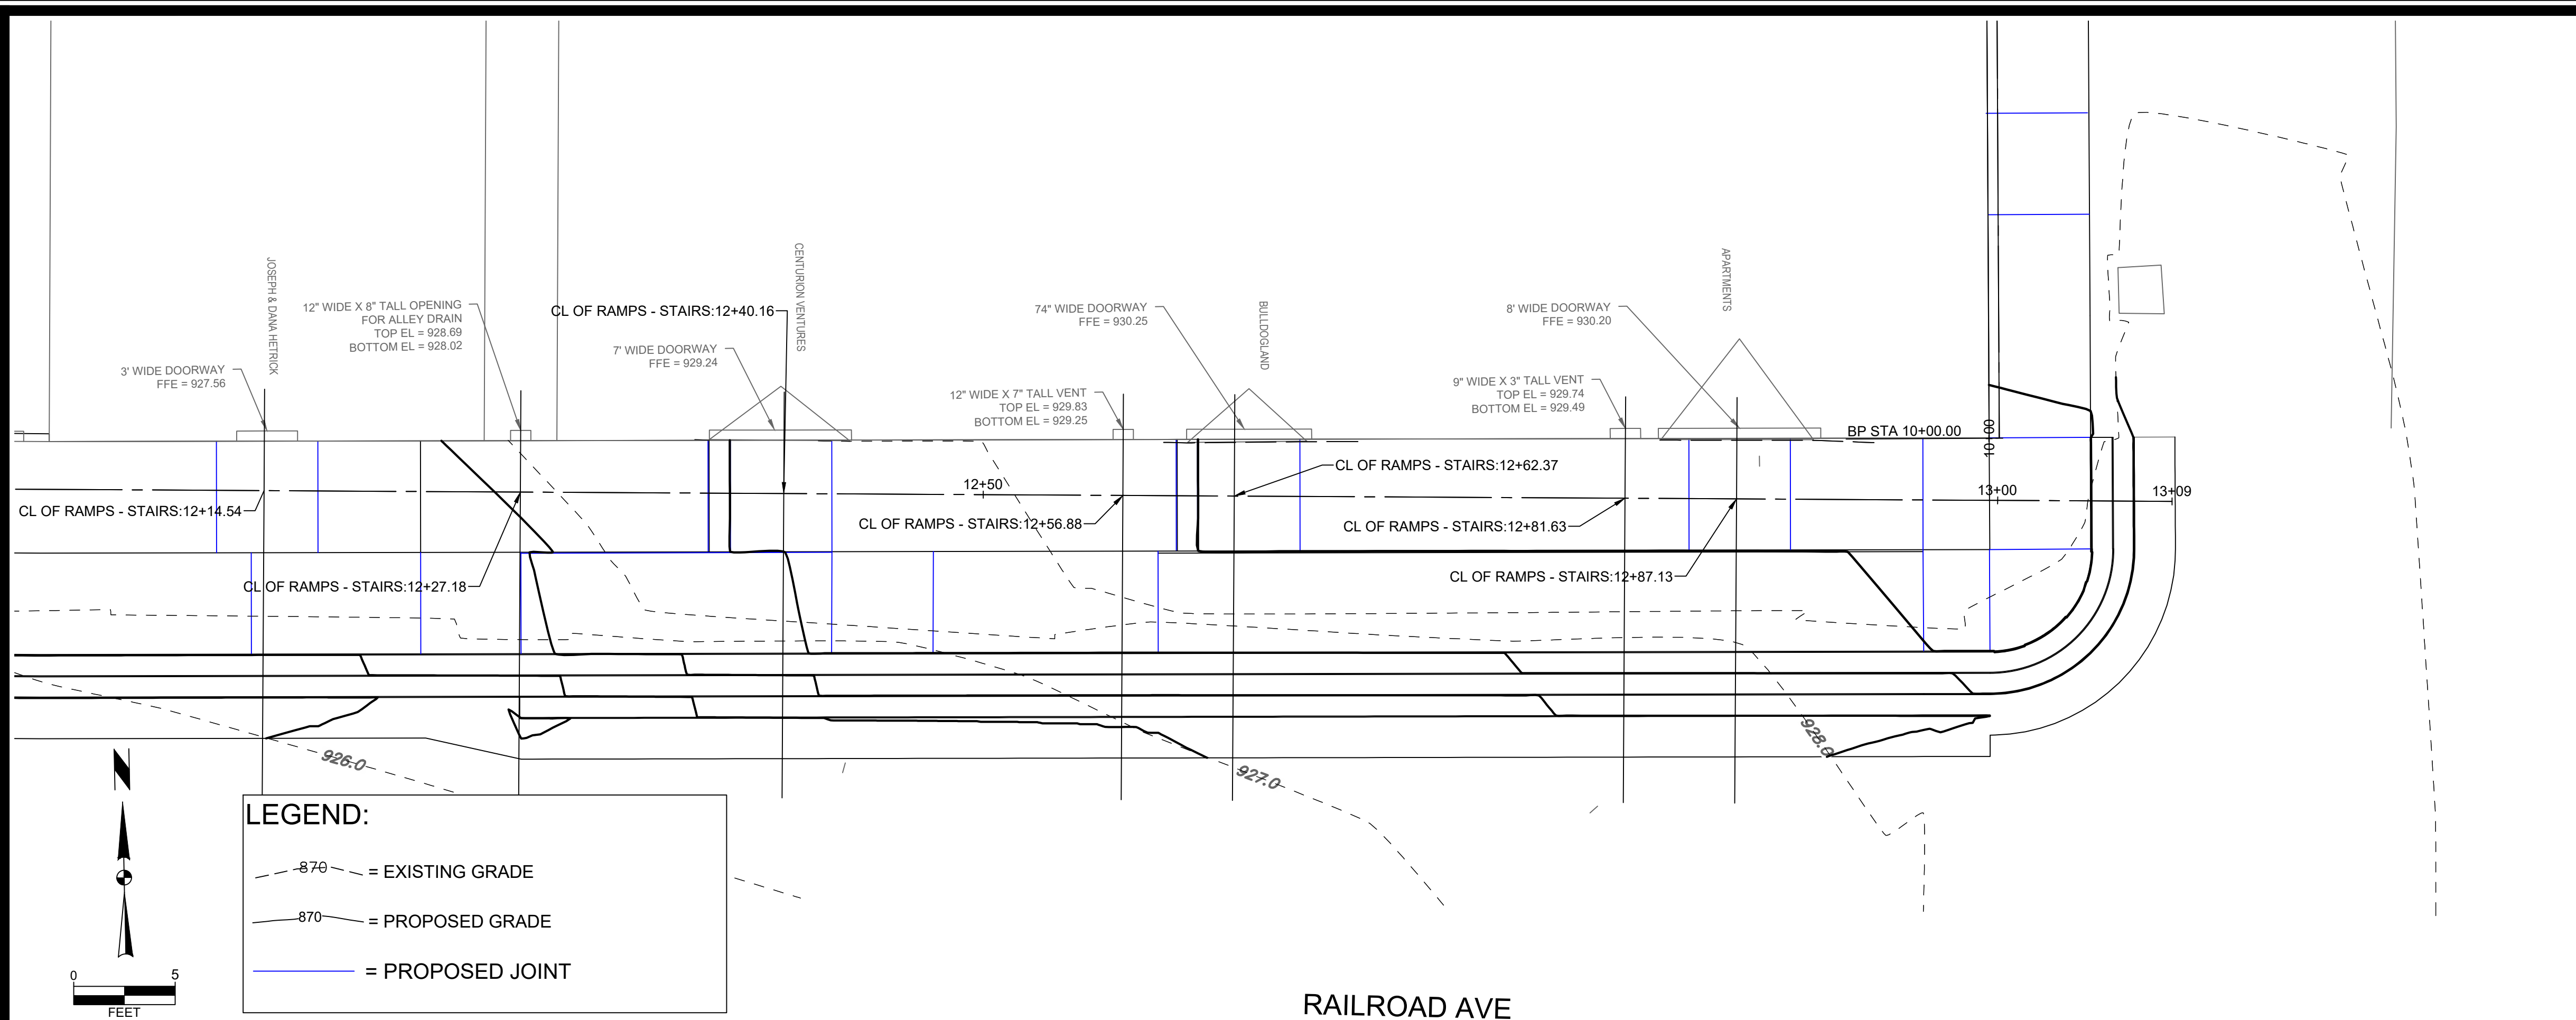 JOSEPH & DANA HETRICK
3' WIDE DOORWAY
FFE = 927.56
12" WIDE X 8" TALL OPENING
FOR ALLEY DRAIN
TOP EL = 928.69
BOTTOM EL = 928.02
CL OF RAMPS - STAIRS:12+40.16
CENTURION VENTURES
7' WIDE DOORWAY
FFE = 929.24
12" WIDE X 7" TALL VENT
TOP EL = 929.83
BOTTOM EL = 929.25
74" WIDE DOORWAY
FFE = 930.25
BULLDOGLAND
9" WIDE X 3" TALL VENT
TOP EL = 929.74
BOTTOM EL = 929.49
8' WIDE DOORWAY
FFE = 930.20
APARTMENTS
BP STA 10+00.00
10+00
CL OF RAMPS - STAIRS:12+14.54
CL OF RAMPS - STAIRS:12+27.18
12+50
CL OF RAMPS - STAIRS:12+56.88
CL OF RAMPS - STAIRS:12+62.37
CL OF RAMPS - STAIRS:12+81.63
CL OF RAMPS - STAIRS:12+87.13
13+00
13+09
926.0
927.0
928.0
N
0 5
FEET
LEGEND:
870 = EXISTING GRADE
870 = PROPOSED GRADE
= PROPOSED JOINT
RAILROAD AVE